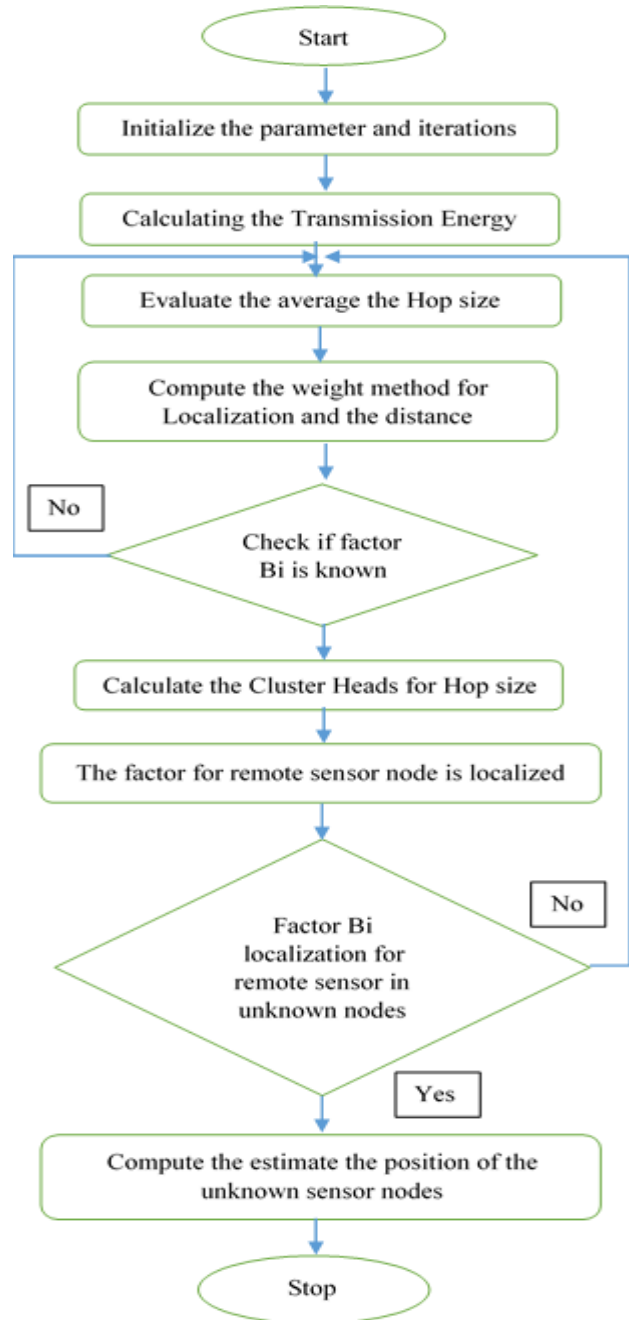 Start
Initialize the parameter and iterations
Calculating the Transmission Energy
Evaluate the average the Hop size
Compute the weight method for
Localization and the distance
No
Check if factor
Bi is known
Calculate the Cluster Heads for Hop size
The factor for remote sensor node is localized
No
Factor Bi
localization for
remote sensor in
unknown nodes
Yes
Compute the estimate the position of the
unknown sensor nodes
Stop